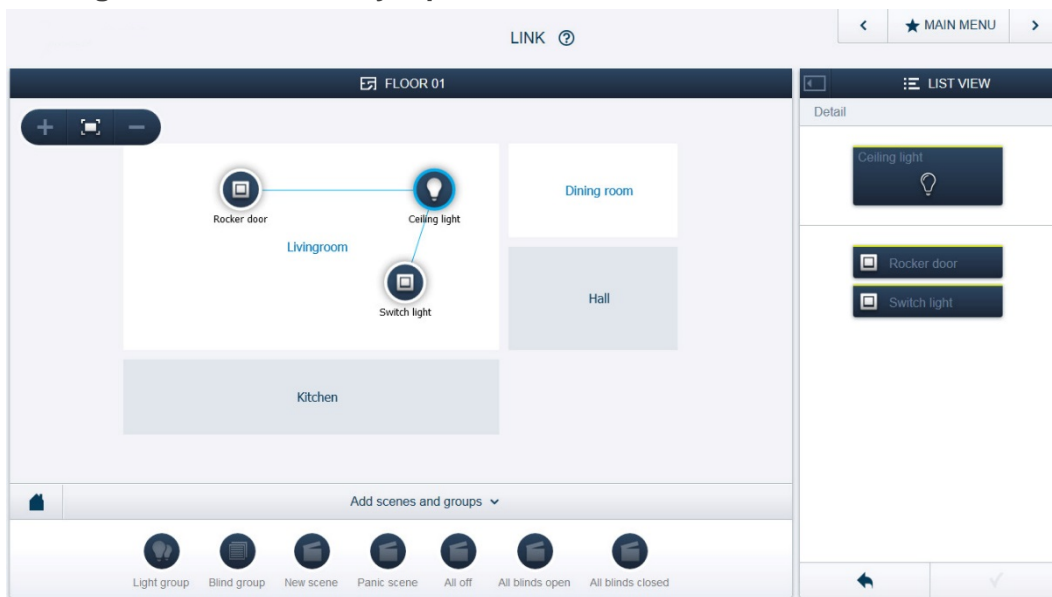 LINK ?
MAIN MENU
FLOOR 01
LIST VIEW
Detail
Ceiling light
Rocker door
Ceiling light
Dining room
Livingroom
Switch light
Hall
Kitchen
Rocker door
Switch light
Add scenes and groups
Light group
Blind group
New scene
Panic scene
All off
All blinds open
All blinds closed